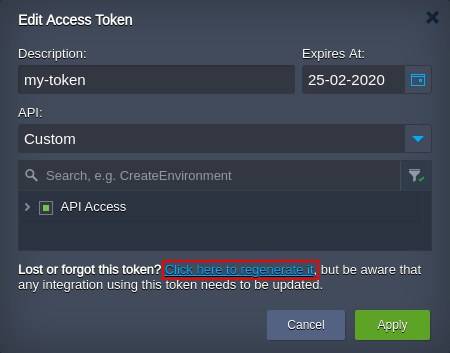 Edit Access Token
Description:
Expires At:
my-token
25-02-2020
API:
Custom
Search, e.g. CreateEnvironment
API Access
Lost or forgot this token? Click here to regenerate it, but be aware that
any integration using this token needs to be updated.
Cancel
Apply